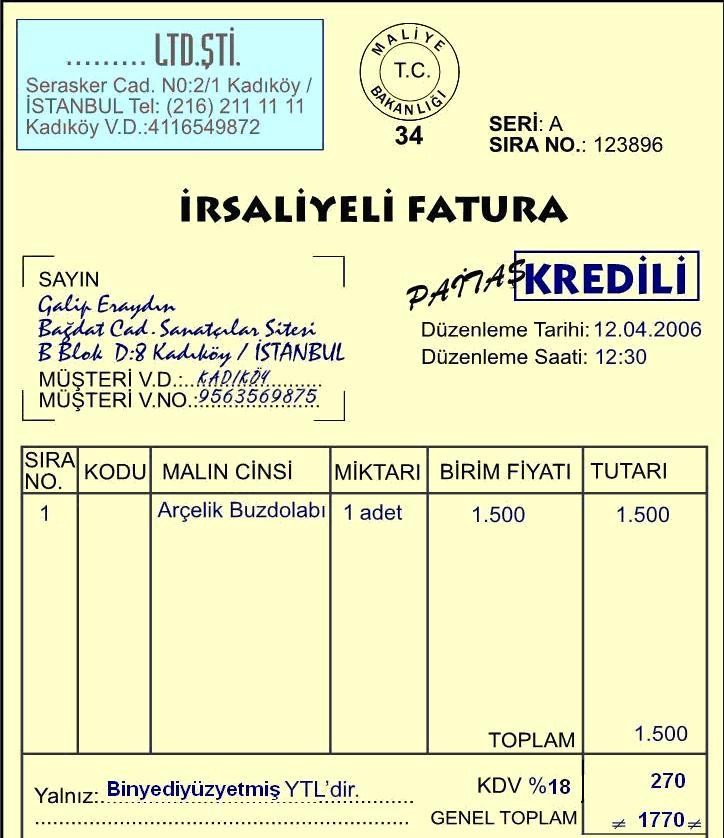 ......... LTD.ŞTİ.
Serasker Cad. N0:2/1 Kadıköy /
İSTANBUL Tel: (216) 211 11 11
Kadıköy V.D.:4116549872
MALİYE
T.C.
BAKANLIĞI
34
SERİ: A
SIRA NO.: 123896
İRSALİYELİ FATURA
SAYIN
Galip Eraydın
Bağdat Cad. Sanatçılar Sitesi
B Blok D:8 Kadıköy / İSTANBUL
MÜŞTERİ V.D.:..KADIKÖY..........
MÜŞTERİ V.NO.:9563569875
PAİTAŞ
KREDİLİ
Düzenleme Tarihi: 12.04.2006
Düzenleme Saati: 12:30
SIRA NO. KODU MALIN CİNSİ MİKTARI BİRİM FİYATI TUTARI
1 Arçelik Buzdolabı 1 adet 1.500 1.500
TOPLAM 1.500
Yalnız:.Binyediyüzyetmiş YTL'dir. KDV %18 270
GENEL TOPLAM ≠ 1770 ≠